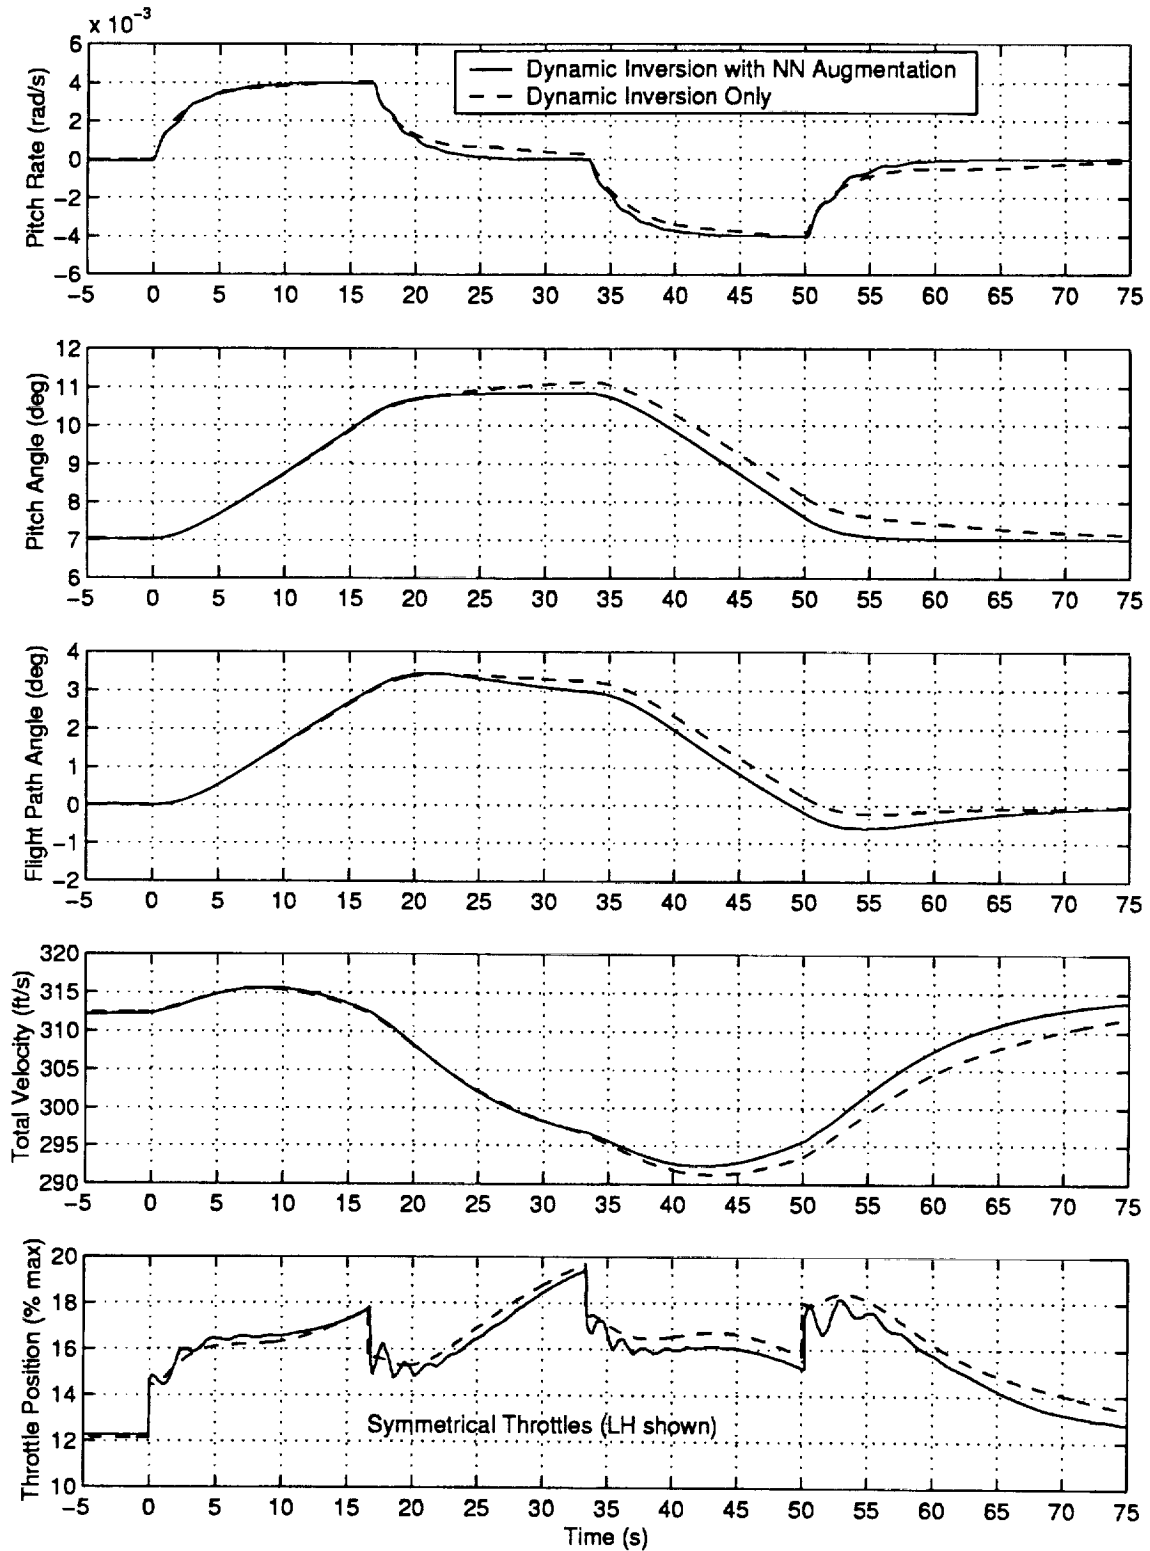 x 10^-3
Pitch Rate (rad/s)
6
4
2
0
−2
−4
−6
Dynamic Inversion with NN Augmentation
Dynamic Inversion Only
−5 0 5 10 15 20 25 30 35 40 45 50 55 60 65 70 75
Pitch Angle (deg)
12
11
10
9
8
7
6
−5 0 5 10 15 20 25 30 35 40 45 50 55 60 65 70 75
Flight Path Angle (deg)
4
3
2
1
0
−1
−2
−5 0 5 10 15 20 25 30 35 40 45 50 55 60 65 70 75
Total Velocity (ft/s)
320
315
310
305
300
295
290
−5 0 5 10 15 20 25 30 35 40 45 50 55 60 65 70 75
Throttle Position (% max)
20
18
16
14
12
10
Symmetrical Throttles (LH shown)
−5 0 5 10 15 20 25 30 35 40 45 50 55 60 65 70 75
Time (s)